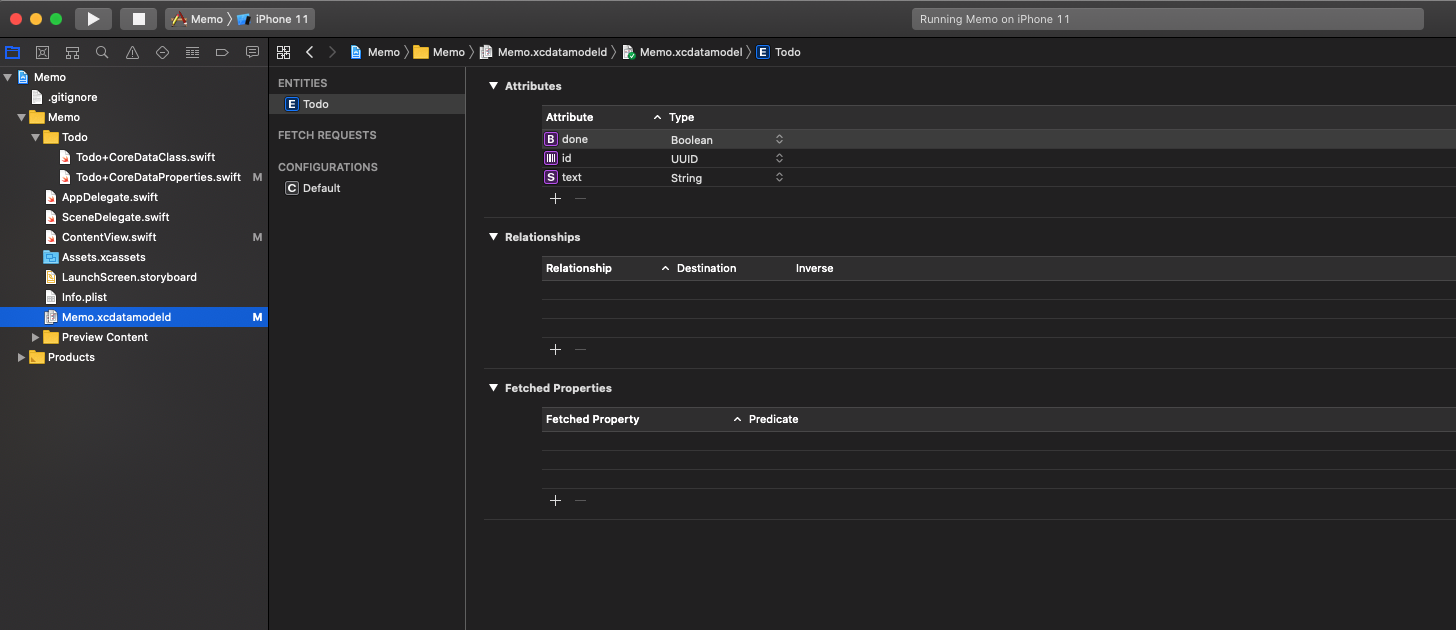 Memo 〉 iPhone 11
Running Memo on iPhone 11
Memo 〉 Memo 〉 Memo.xcdatamodeld 〉 Memo.xcdatamodel 〉 E Todo
Memo
.gitignore
Memo
Todo
Todo+CoreDataClass.swift
Todo+CoreDataProperties.swift M
AppDelegate.swift
SceneDelegate.swift
ContentView.swift M
Assets.xcassets
LaunchScreen.storyboard
Info.plist
Memo.xcdatamodeld M
Preview Content
Products
ENTITIES
E Todo
FETCH REQUESTS
CONFIGURATIONS
C Default
Attributes
Attribute Type
B done Boolean
id UUID
S text String
Relationships
Relationship Destination Inverse
Fetched Properties
Fetched Property Predicate